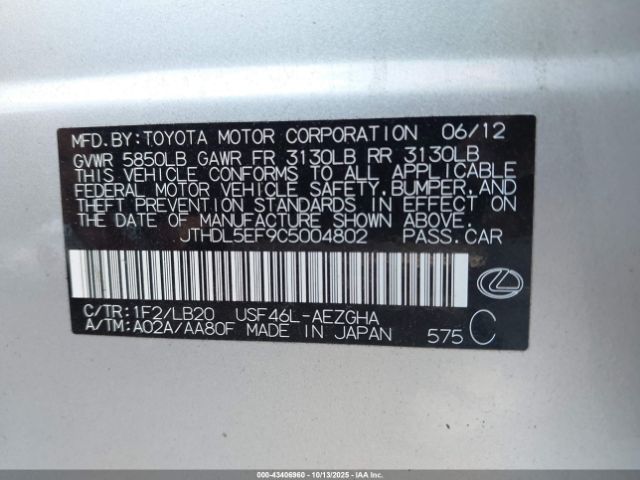 MFD.BY:TOYOTA MOTOR CORPORATION 06/12
GVWR 5850LB GAWR FR 3130LB RR 3130LB
THIS VEHICLE CONFORMS TO ALL APPLICABLE
FEDERAL MOTOR VEHICLE SAFETY,BUMPER,AND
THEFT PREVENTION STANDARDS IN EFFECT ON
THE DATE OF MANUFACTURE SHOWN ABOVE.
JTHDL5EF9C5004802 PASS.CAR
C/TR:1F2/LB20 USF46L-AEZGHA
A/TM:A02A/AA80F MADE IN JAPAN 575 C
000-43406960 - 10/13/2025 - IAAI.CA